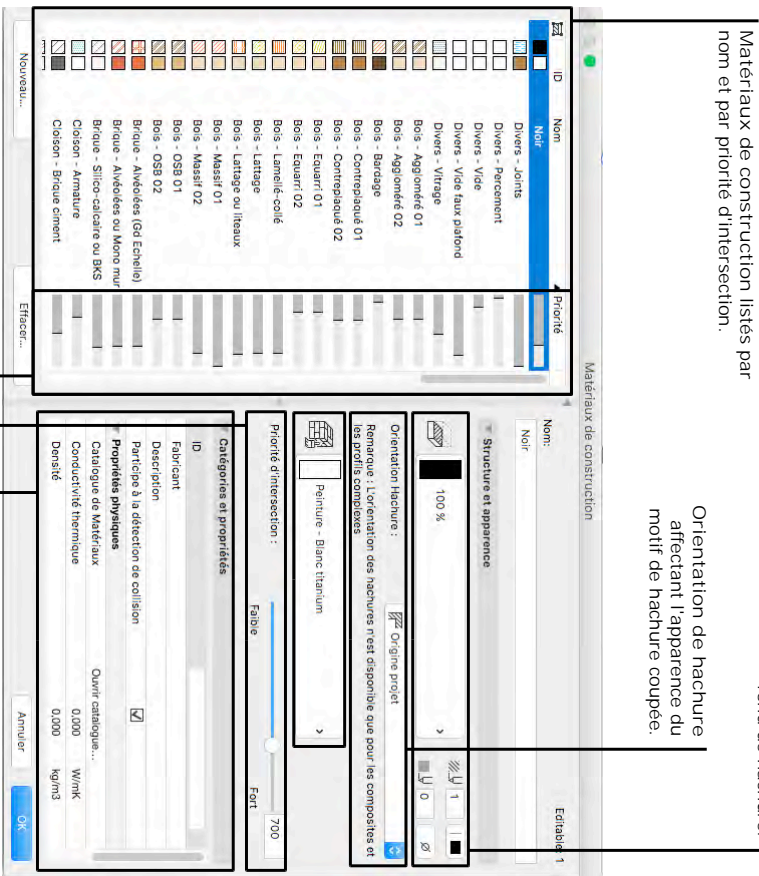 Matériaux de construction listés par
nom et par priorité d'intersection.
Orientation de hachure
affectant l'apparence du
motif de hachure coupée.
Matériaux de construction
ID
Nom
Priorité
Noir
Divers - Joints
Divers - Percement
Divers - Vide
Divers - Vide faux plafond
Divers - Vitrage
Bois - Aggloméré 01
Bois - Aggloméré 02
Bois - Bardage
Bois - Contreplaqué 01
Bois - Contreplaqué 02
Bois - Equarri 01
Bois - Equarri 02
Bois - Lamellé-collé
Bois - Lattage
Bois - Lattage ou liteaux
Bois - Massif 01
Bois - Massif 02
Bois - OSB 01
Bois - OSB 02
Brique - Alvéolées (Gd Echelle)
Brique - Alvéolées ou Mono mur
Brique - Silico-calcaire ou BKS
Cloison - Armature
Cloison - Brique ciment
Nouveau...
Effacer...
Nom:
Editable: 1
Noir
Structure et apparence
100 %
1
0
Orientation Hachure :
Origine projet
Remarque : L'orientation des hachures n'est disponible que pour les composites et
les profils complexes
Peinture - Blanc titanium
Priorité d'intersection :
700
Faible
Fort
Catégories et propriétés
ID
Fabricant
Description
Participe à la détection de collision
Propriétés physiques
Catalogue de Matériaux
Ouvrir catalogue...
Conductivité thermique
0,000
W/mK
Densité
0,000
kg/m3
Annuler
OK